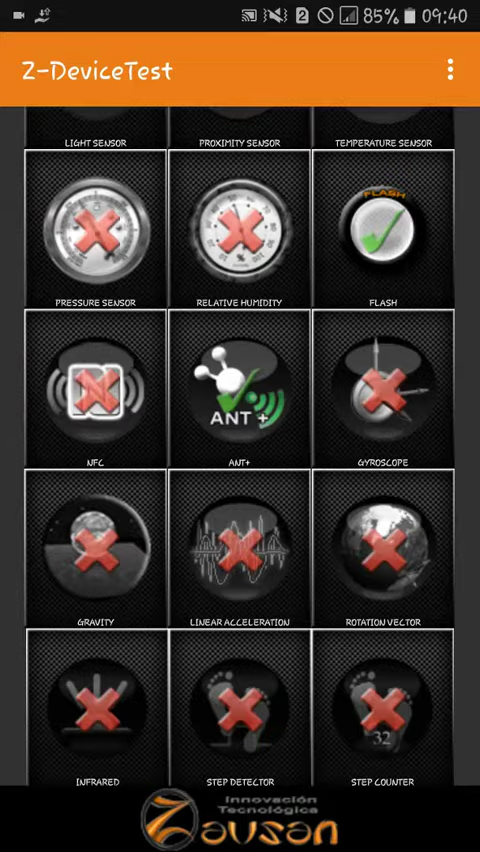 2 85% 09:40
Z-DeviceTest
LIGHT SENSOR PROXIMITY SENSOR TEMPERATURE SENSOR
FLASH
%
PRESSURE SENSOR RELATIVE HUMIDITY FLASH
N
ANT+
NFC ANT+ GYROSCOPE
GRAVITY LINEAR ACCELERATION ROTATION VECTOR
32
INFRARED STEP DETECTOR STEP COUNTER
Innovación
Tecnológica
Zausan